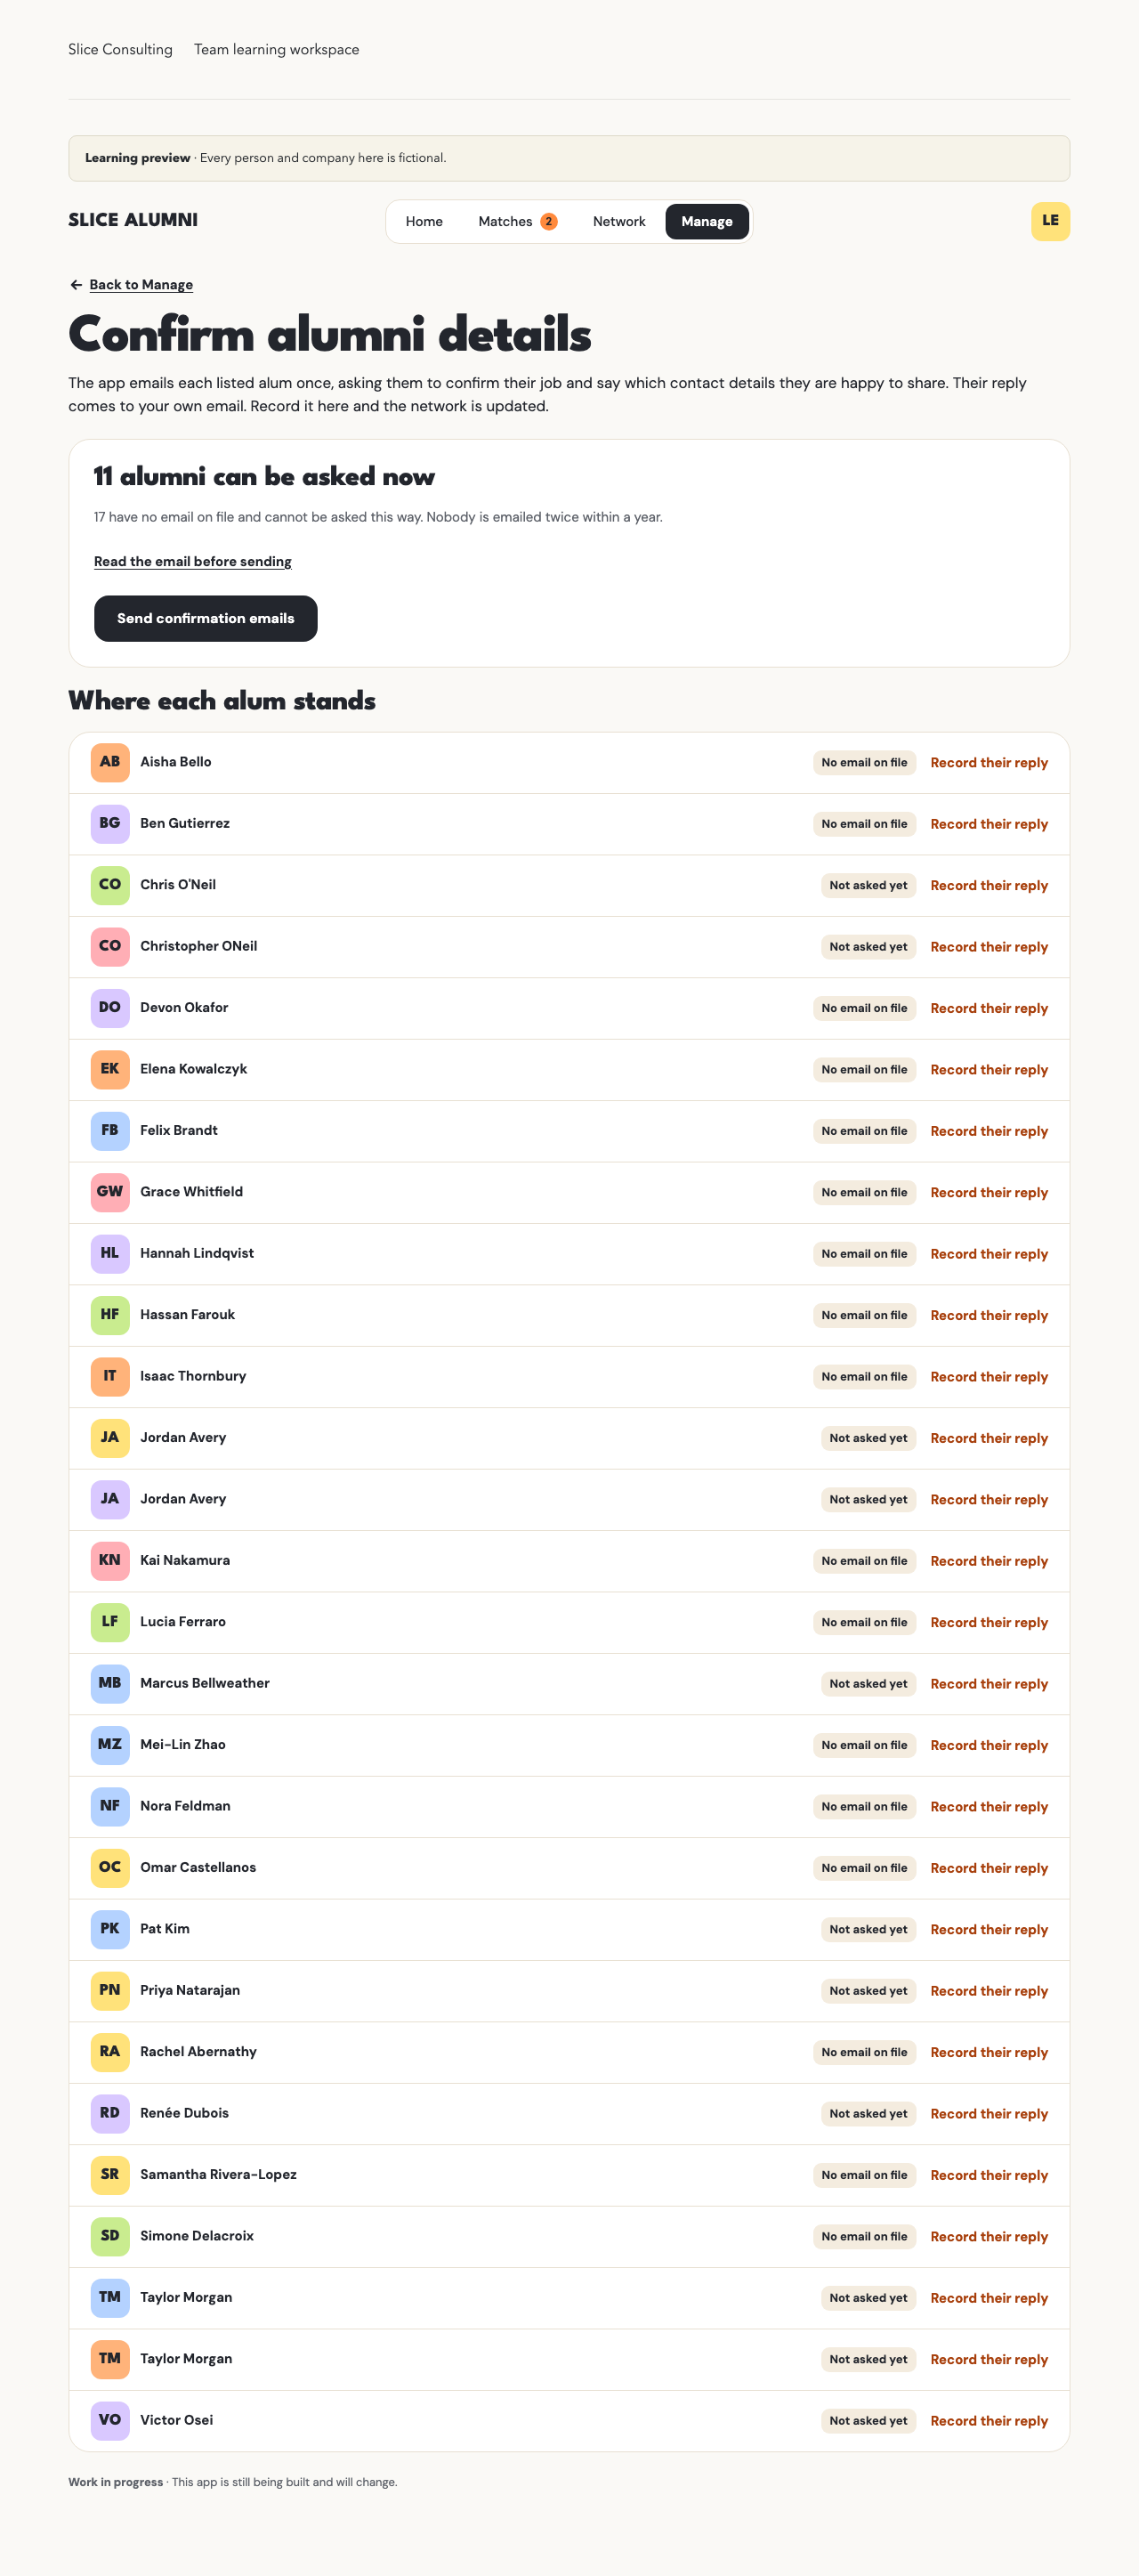 Slice Consulting Team learning workspace
Learning preview · Every person and company here is fictional.
SLICE ALUMNI Home Matches 2 Network Manage LE
← Back to Manage
Confirm alumni details
The app emails each listed alum once, asking them to confirm their job and say which contact details they are happy to share. Their reply
comes to your own email. Record it here and the network is updated.
11 alumni can be asked now
17 have no email on file and cannot be asked this way. Nobody is emailed twice within a year.
Read the email before sending
Send confirmation emails
Where each alum stands
AB Aisha Bello No email on file Record their reply
BG Ben Gutierrez No email on file Record their reply
CO Chris O'Neil Not asked yet Record their reply
CO Christopher ONeil Not asked yet Record their reply
DO Devon Okafor No email on file Record their reply
EK Elena Kowalczyk No email on file Record their reply
FB Felix Brandt No email on file Record their reply
GW Grace Whitfield No email on file Record their reply
HL Hannah Lindqvist No email on file Record their reply
HF Hassan Farouk No email on file Record their reply
IT Isaac Thornbury No email on file Record their reply
JA Jordan Avery Not asked yet Record their reply
JA Jordan Avery Not asked yet Record their reply
KN Kai Nakamura No email on file Record their reply
LF Lucia Ferraro No email on file Record their reply
MB Marcus Bellweather Not asked yet Record their reply
MZ Mei-Lin Zhao No email on file Record their reply
NF Nora Feldman No email on file Record their reply
OC Omar Castellanos No email on file Record their reply
PK Pat Kim Not asked yet Record their reply
PN Priya Natarajan Not asked yet Record their reply
RA Rachel Abernathy No email on file Record their reply
RD Renée Dubois Not asked yet Record their reply
SR Samantha Rivera-Lopez No email on file Record their reply
SD Simone Delacroix No email on file Record their reply
TM Taylor Morgan Not asked yet Record their reply
TM Taylor Morgan Not asked yet Record their reply
VO Victor Osei Not asked yet Record their reply
Work in progress · This app is still being built and will change.